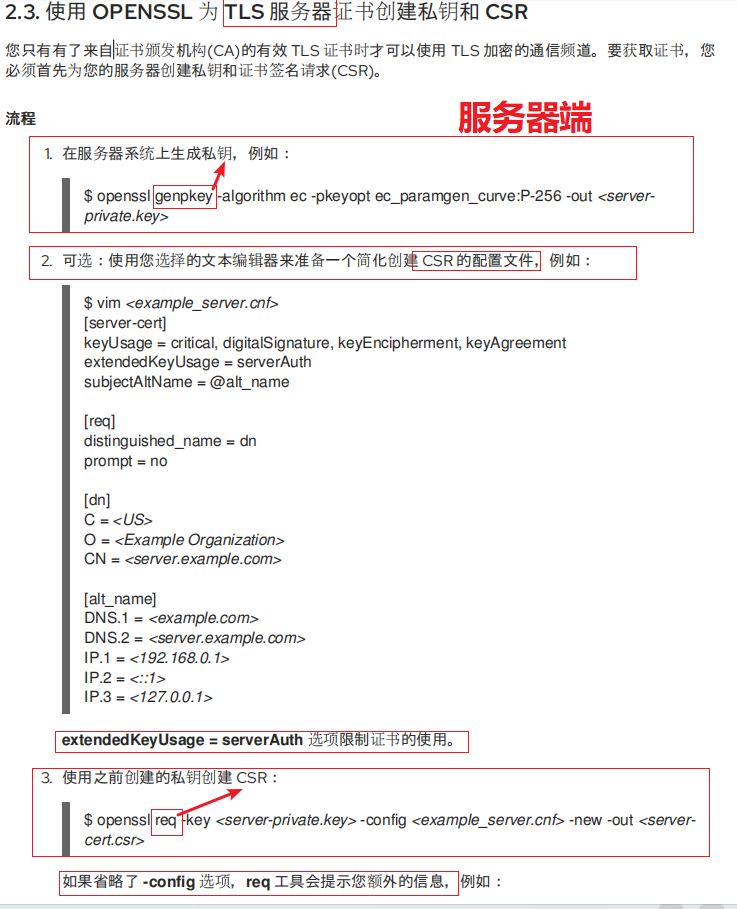 2.3. 使用 OPENSSL 为 TLS 服务器证书创建私钥和 CSR
您只有有了来自证书颁发机构(CA)的有效 TLS 证书时才可以使用 TLS 加密的通信频道。要获取证书，您
必须首先为您的服务器创建私钥和证书签名请求(CSR)。
流程
服务器端
1. 在服务器系统上生成私钥，例如：
$ openssl genpkey -algorithm ec -pkeyopt ec_paramgen_curve:P-256 -out <server-
private.key>
2. 可选：使用您选择的文本编辑器来准备一个简化创建 CSR 的配置文件，例如：
$ vim <example_server.cnf>
[server-cert]
keyUsage = critical, digitalSignature, keyEncipherment, keyAgreement
extendedKeyUsage = serverAuth
subjectAltName = @alt_name
[req]
distinguished_name = dn
prompt = no
[dn]
C = <US>
O = <Example Organization>
CN = <server.example.com>
[alt_name]
DNS.1 = <example.com>
DNS.2 = <server.example.com>
IP.1 = <192.168.0.1>
IP.2 = <::1>
IP.3 = <127.0.0.1>
extendedKeyUsage = serverAuth 选项限制证书的使用。
3. 使用之前创建的私钥创建 CSR：
$ openssl req -key <server-private.key> -config <example_server.cnf> -new -out <server-
cert.csr>
如果省略了 -config 选项，req 工具会提示您额外的信息，例如：